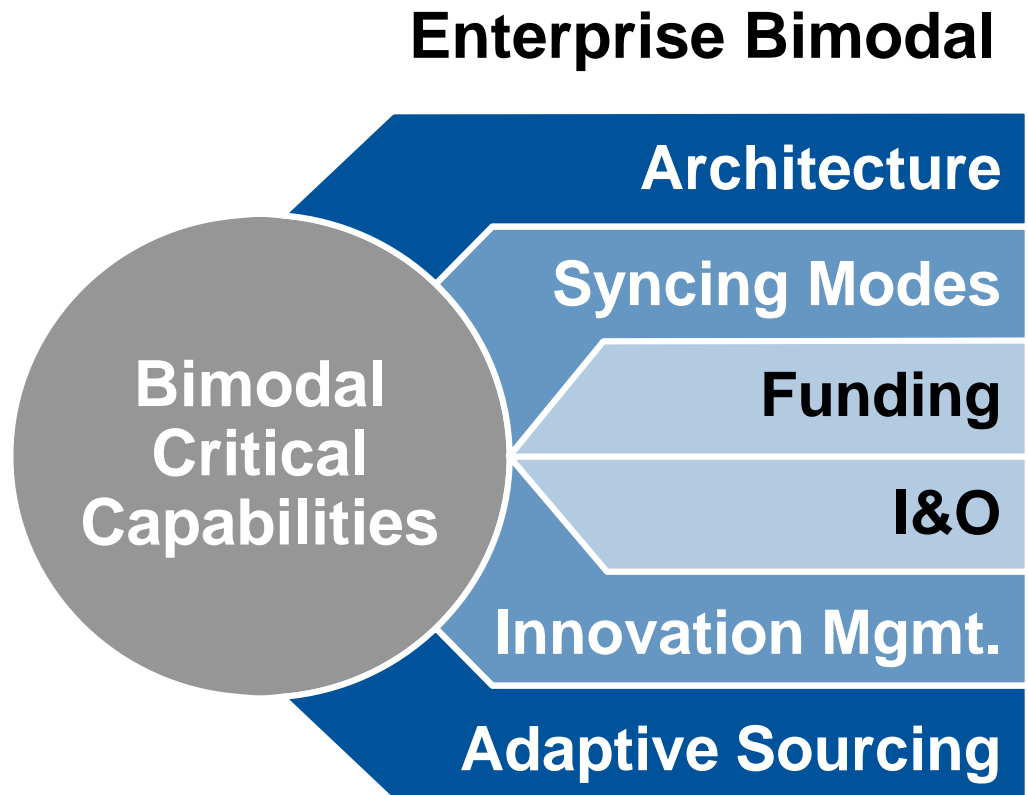 Enterprise Bimodal
Architecture
Syncing Modes
Funding
I&O
Innovation Mgmt.
Adaptive Sourcing
Bimodal
Critical
Capabilities